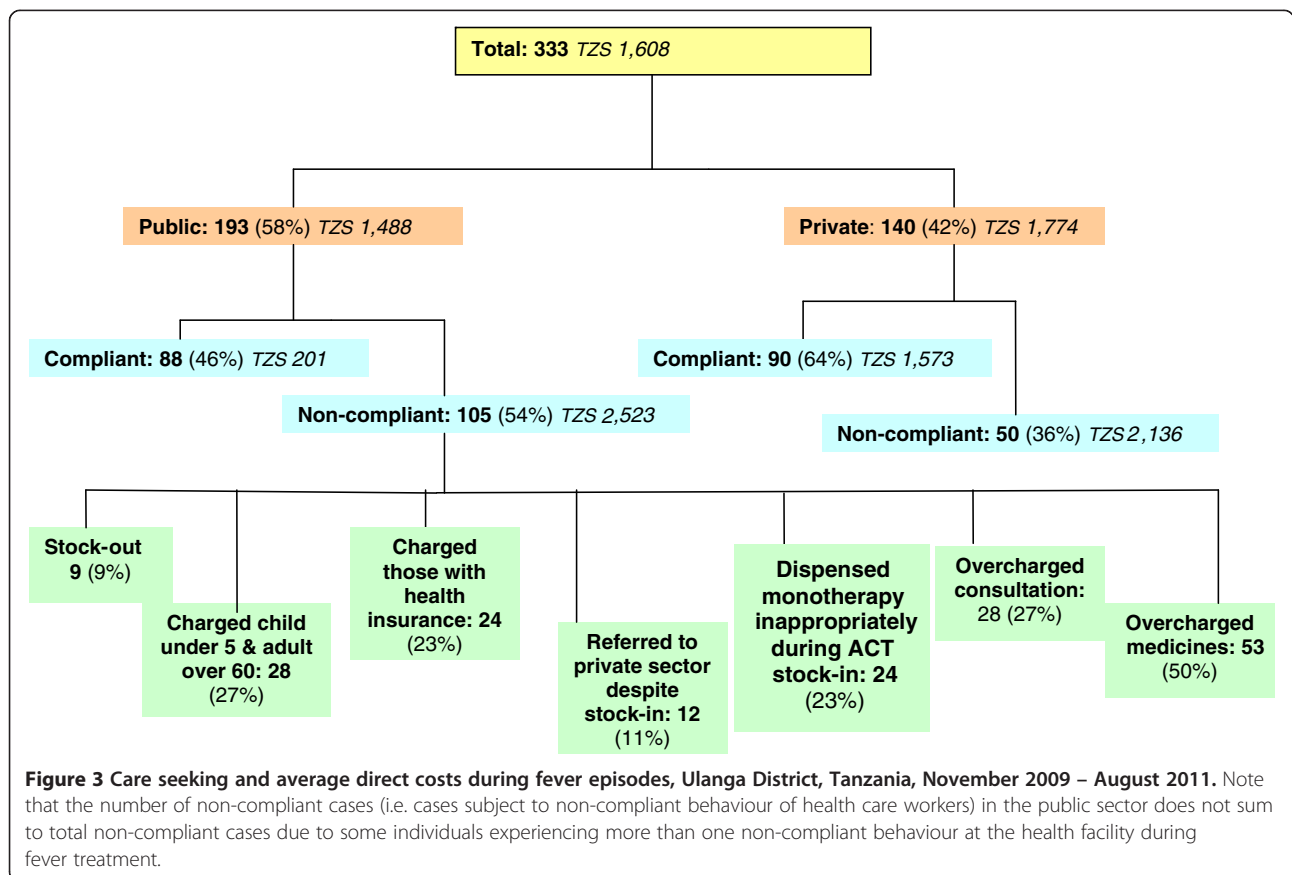 Total: 333 TZS 1,608
Public: 193 (58%) TZS 1,488
Private: 140 (42%) TZS 1,774
Compliant: 88 (46%) TZS 201
Compliant: 90 (64%) TZS 1,573
Non-compliant: 105 (54%) TZS 2,523
Non-compliant: 50 (36%) TZS 2,136
Stock-out
9 (9%)
Charged child
under 5 & adult
over 60: 28
(27%)
Charged
those with
health
insurance: 24
(23%)
Referred to
private sector
despite
stock-in: 12
(11%)
Dispensed
monotherapy
inappropriately
during ACT
stock-in: 24
(23%)
Overcharged
consultation:
28 (27%)
Overcharged
medicines: 53
(50%)
Figure 3 Care seeking and average direct costs during fever episodes, Ulanga District, Tanzania, November 2009 – August 2011. Note
that the number of non-compliant cases (i.e. cases subject to non-compliant behaviour of health care workers) in the public sector does not sum
to total non-compliant cases due to some individuals experiencing more than one non-compliant behaviour at the health facility during
fever treatment.